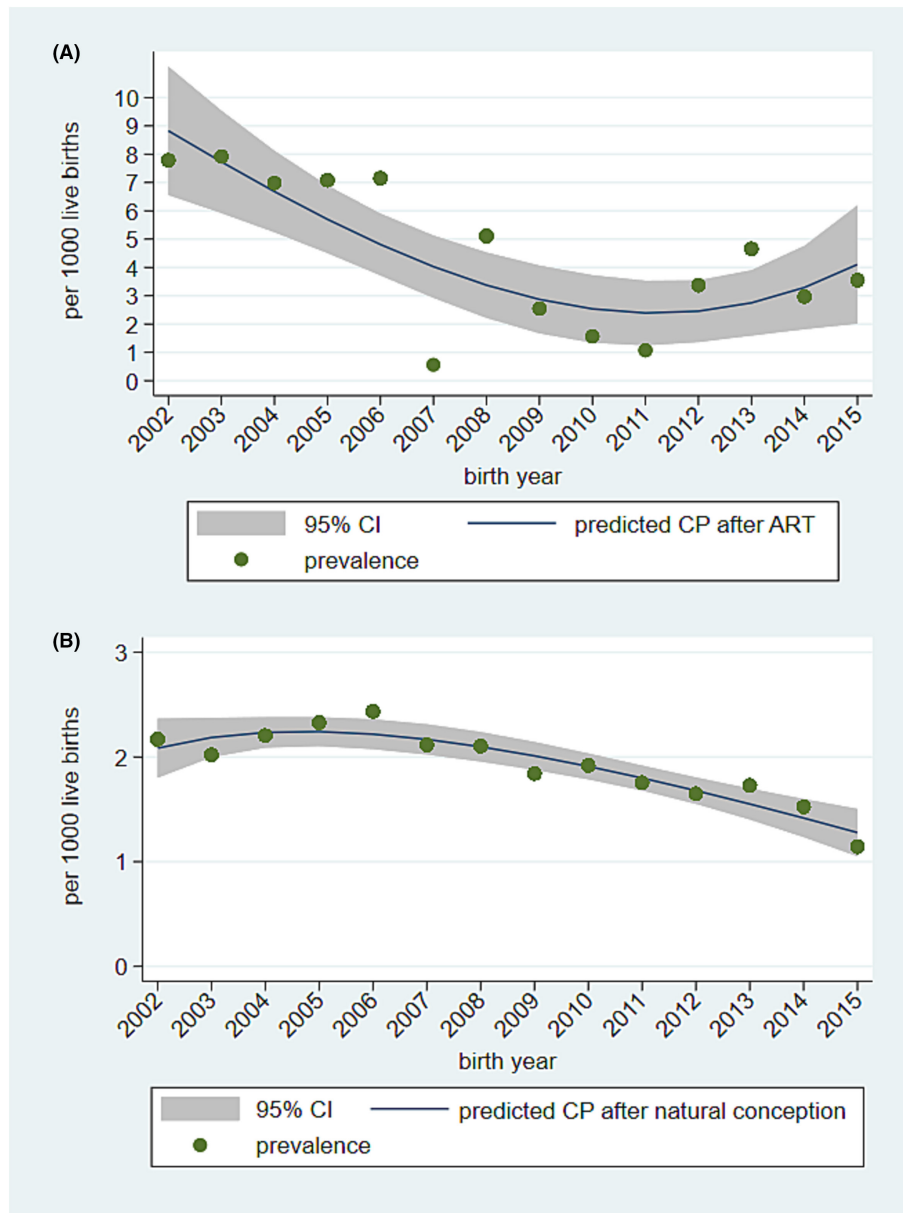 (A)
per 1000 live births
10
9
8
7
6
5
4
3
2
1
0
2002 2003 2004 2005 2006 2007 2008 2009 2010 2011 2012 2013 2014 2015
birth year
95% CI predicted CP after ART
prevalence
(B)
per 1000 live births
3
2
1
0
2002 2003 2004 2005 2006 2007 2008 2009 2010 2011 2012 2013 2014 2015
birth year
95% CI predicted CP after natural conception
prevalence